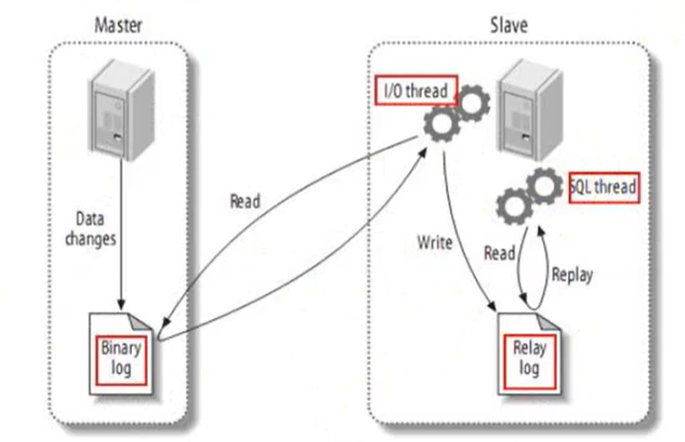 Master
Slave
I/O thread
SQL thread
Read
Data
changes
Write
Read
Replay
Binary
log
Relay
log